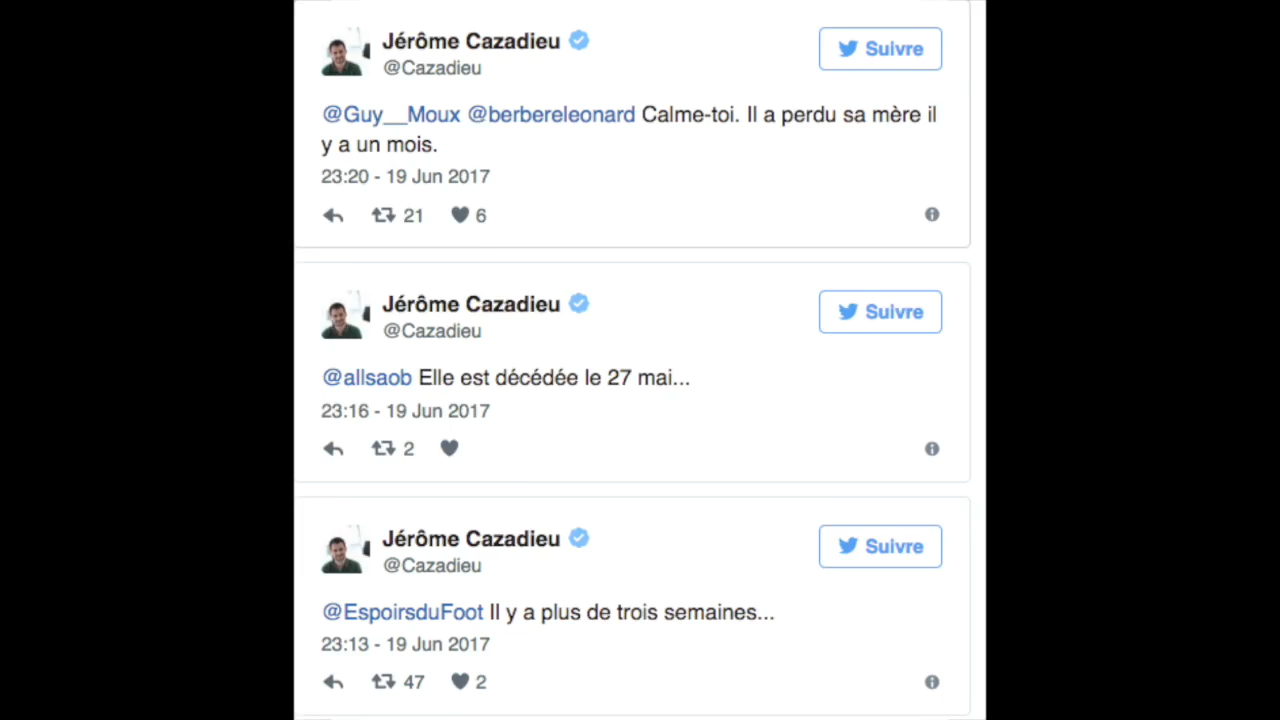 Jérôme Cazadieu
@Cazadieu
Suivre
@Guy__Moux @berbereleonard Calme-toi. Il a perdu sa mère il
y a un mois.
23:20 - 19 Jun 2017
21 6
Jérôme Cazadieu
@Cazadieu
Suivre
@allsaob Elle est décédée le 27 mai...
23:16 - 19 Jun 2017
2
Jérôme Cazadieu
@Cazadieu
Suivre
@EspoirsduFoot Il y a plus de trois semaines...
23:13 - 19 Jun 2017
47 2